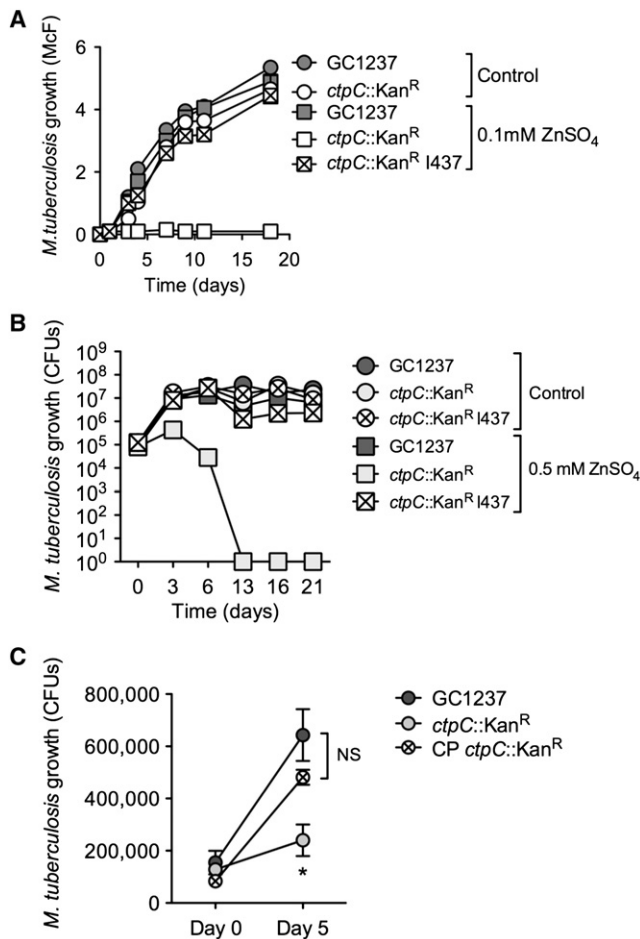 A
M.tuberculosis growth (McF)
6
4
2
0
0 5 10 15 20
Time (days)
GC1237
ctpC::Kanᴿ
Control
GC1237
ctpC::Kanᴿ
ctpC::Kanᴿ I437
0.1mM ZnSO₄
B
M. tuberculosis growth (CFUs)
10⁹
10⁸
10⁷
10⁶
10⁵
10⁴
10³
10²
10¹
10⁰
0 3 6 13 16 21
Time (days)
GC1237
ctpC::Kanᴿ
ctpC::Kanᴿ I437
Control
GC1237
ctpC::Kanᴿ
ctpC::Kanᴿ I437
0.5 mM ZnSO₄
C
M. tuberculosis growth (CFUs)
800,000
600,000
400,000
200,000
0
Day 0 Day 5
NS
*
GC1237
ctpC::Kanᴿ
CP ctpC::Kanᴿ